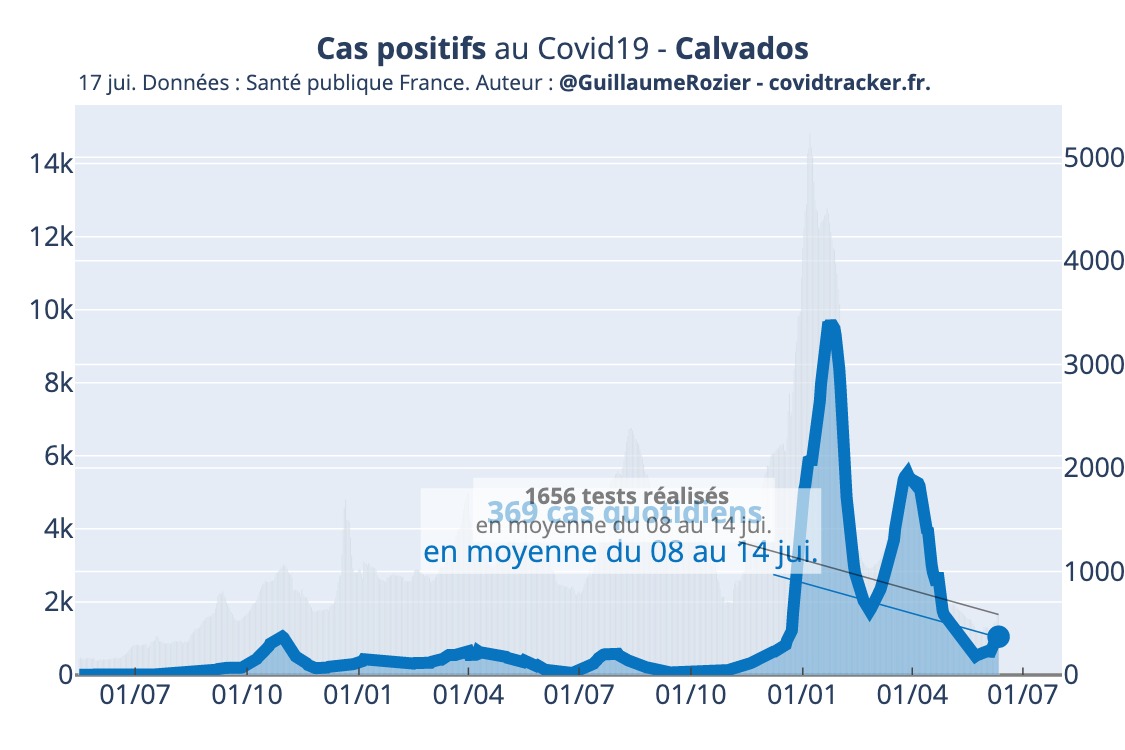 Cas positifs au Covid19 - Calvados
17 jui. Données : Santé publique France. Auteur : @GuillaumeRozier - covidtracker.fr.
14k
12k
10k
8k
6k
4k
2k
0
5000
4000
3000
2000
1000
0
1656 tests réalisés
369 cas quotidiens
en moyenne du 08 au 14 jui.
en moyenne du 08 au 14 jui.
01/07 01/10 01/01 01/04 01/07 01/10 01/01 01/04 01/07